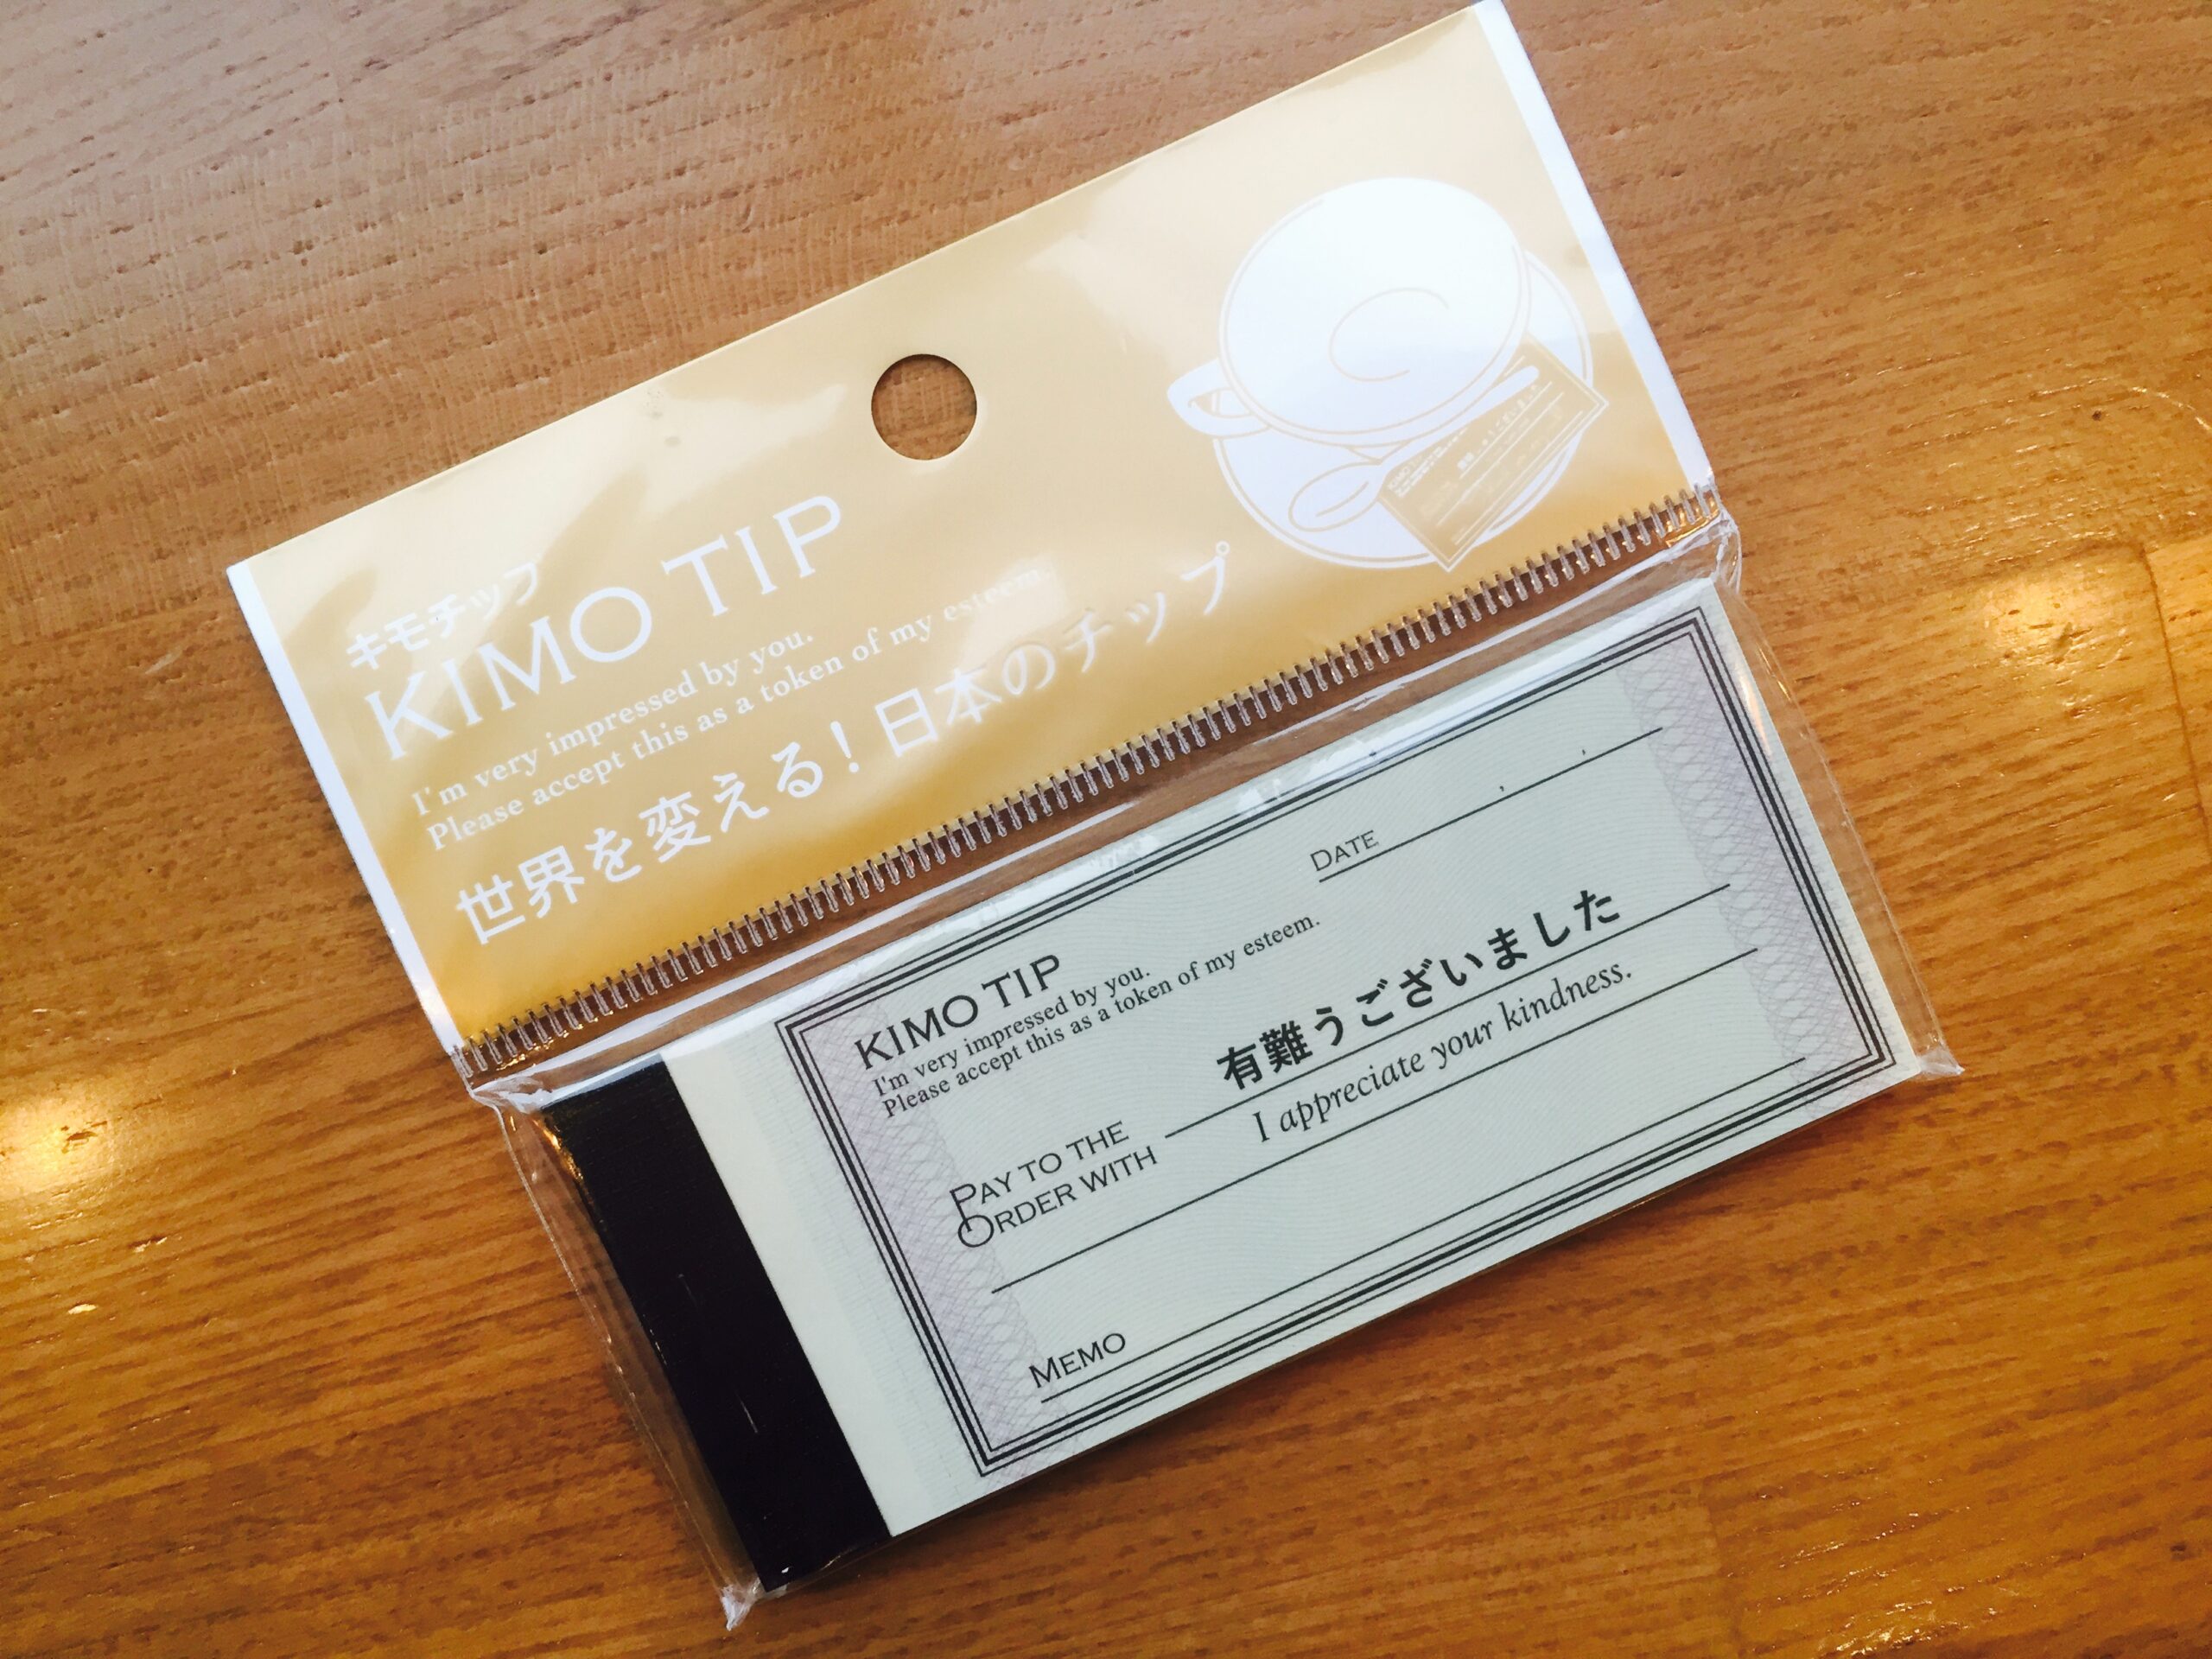 キモチップ
KIMO TIP
I'm very impressed by you.
Please accept this as a token of my esteem.
世界を変える！日本のチップ
DATE
KIMO TIP
I'm very impressed by you.
Please accept this as a token of my esteem.
PAY TO THE
ORDER WITH
有難うございました
I appreciate your kindness.
MEMO